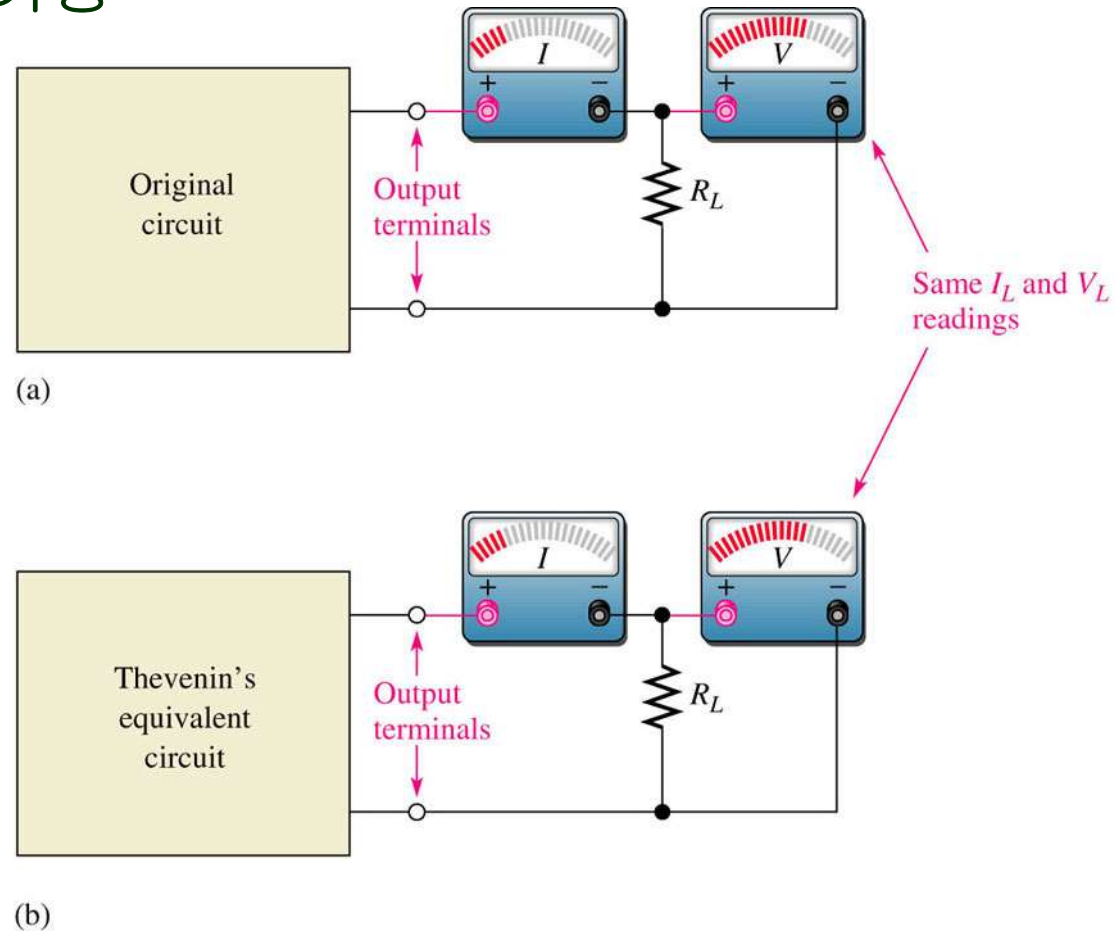 I
V
+
−
+
−
Original
circuit
Output
terminals
R_L
Same I_L and V_L
readings
(a)
I
V
+
−
+
−
Thevenin's
equivalent
circuit
Output
terminals
R_L
(b)